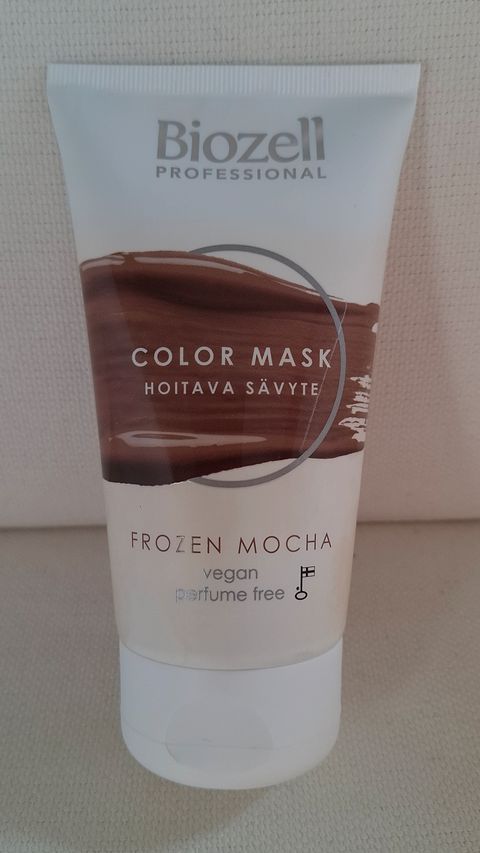 Biozell
PROFESSIONAL
COLOR MASK
HOITAVA SÄVYTE
FROZEN MOCHA
vegan
perfume free